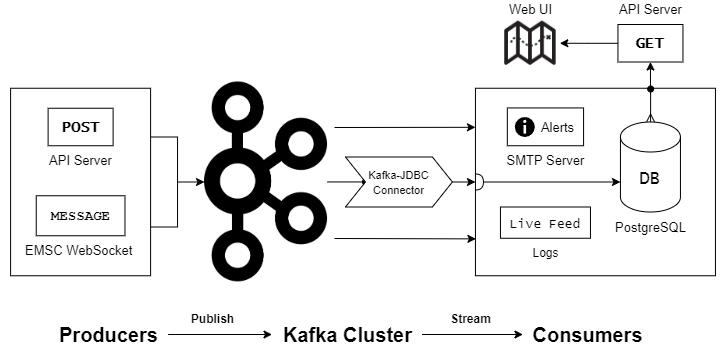 Web UI
API Server
GET
POST
API Server
MESSAGE
EMSC WebSocket
Kafka-JDBC
Connector
i Alerts
SMTP Server
Live Feed
Logs
DB
PostgreSQL
Publish
Stream
Producers
Kafka Cluster
Consumers